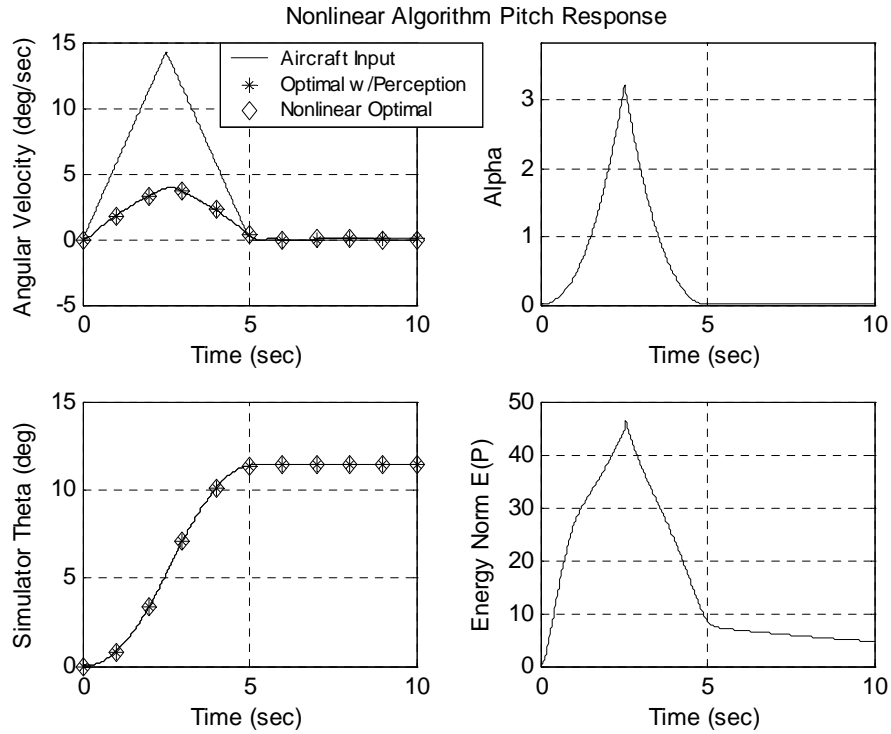 Nonlinear Algorithm Pitch Response
Angular Velocity (deg/sec)
15
10
5
0
-5
0
5
10
Time (sec)
Aircraft Input
Optimal w/Perception
Nonlinear Optimal
Alpha
3
2
1
0
0
5
10
Time (sec)
Simulator Theta (deg)
15
10
5
0
0
5
10
Time (sec)
Energy Norm E(P)
50
40
30
20
10
0
0
5
10
Time (sec)